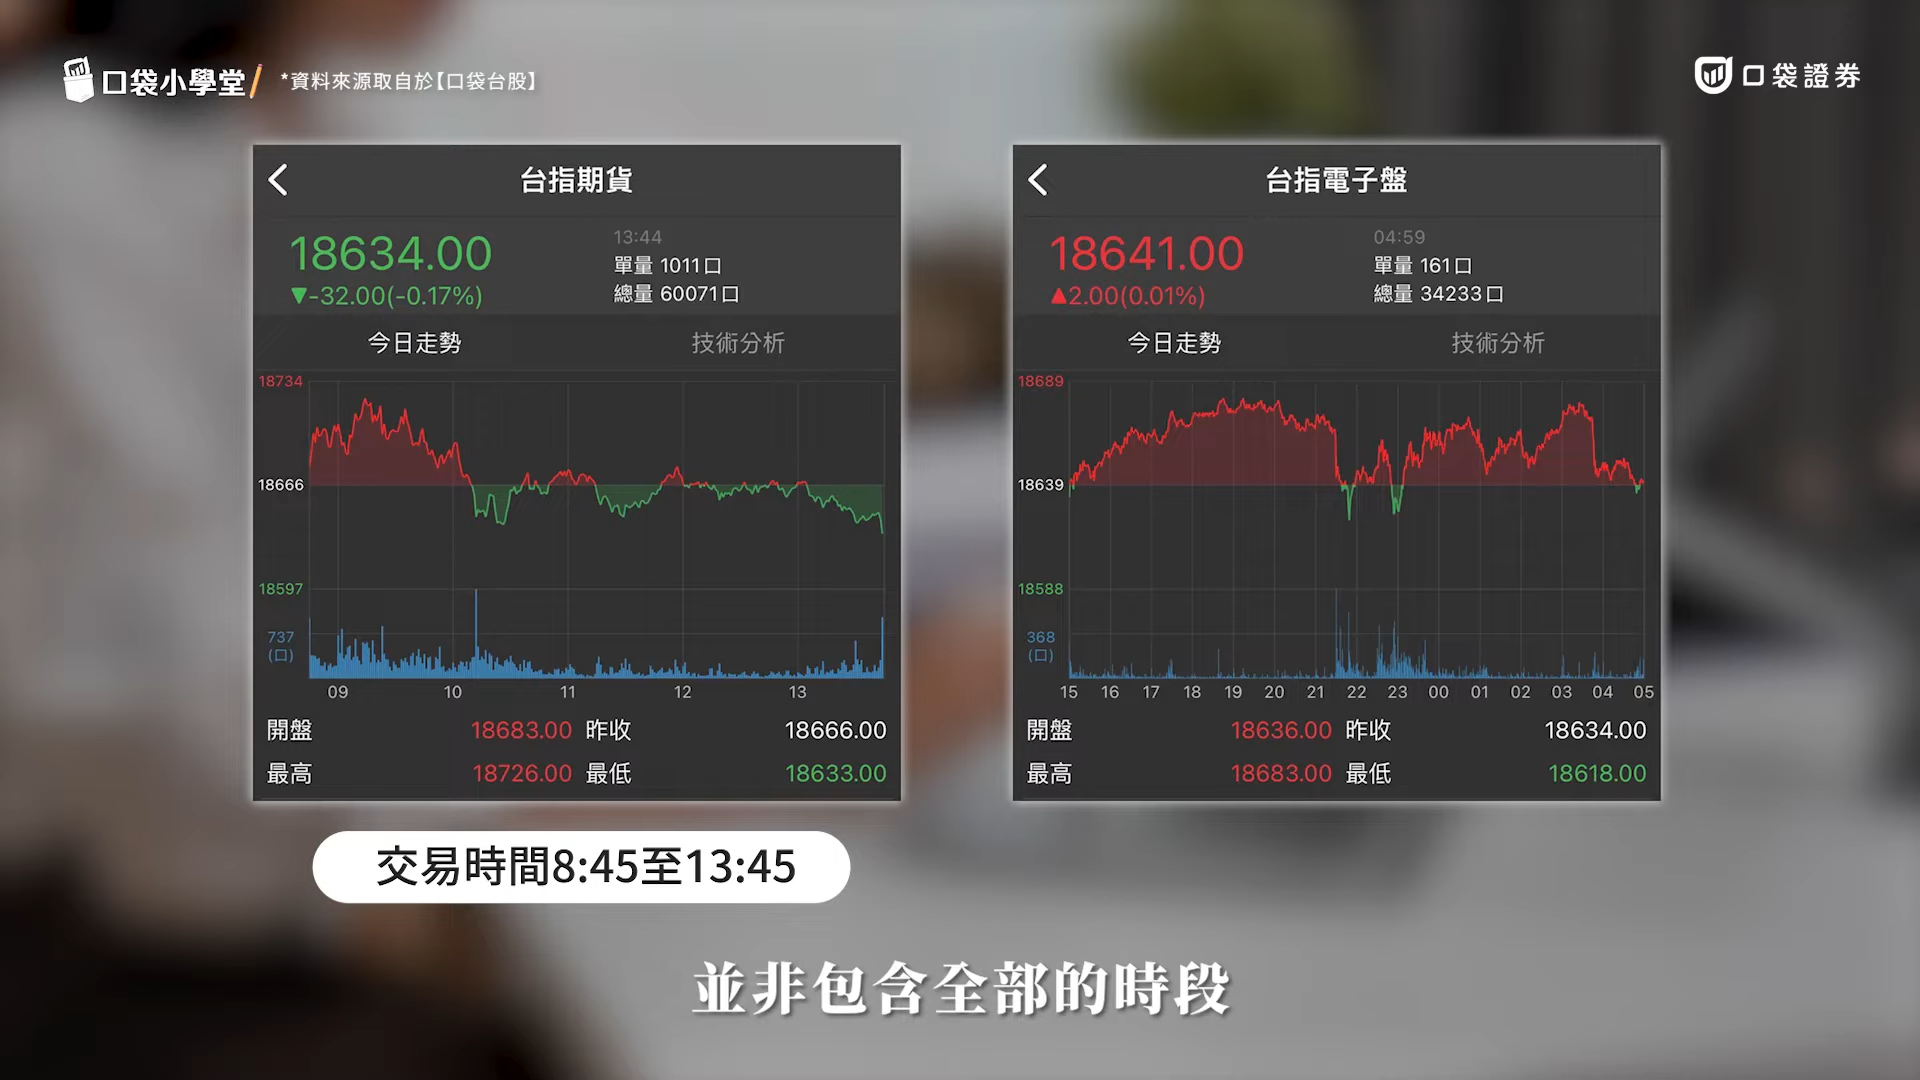 口袋小學堂
*資料來源取自於【口袋台股】
口袋證券
台指期貨
18634.00
▼-32.00(-0.17%)
13:44
單量 1011口
總量 60071口
今日走勢
技術分析
18734
18666
18597
737
(口)
09 10 11 12 13
開盤 18683.00 昨收 18666.00
最高 18726.00 最低 18633.00
台指電子盤
18641.00
▲2.00(0.01%)
04:59
單量 161口
總量 34233口
今日走勢
技術分析
18689
18639
18588
368
(口)
15 16 17 18 19 20 21 22 23 00 01 02 03 04 05
開盤 18636.00 昨收 18634.00
最高 18683.00 最低 18618.00
交易時間8:45至13:45
並非包含全部的時段